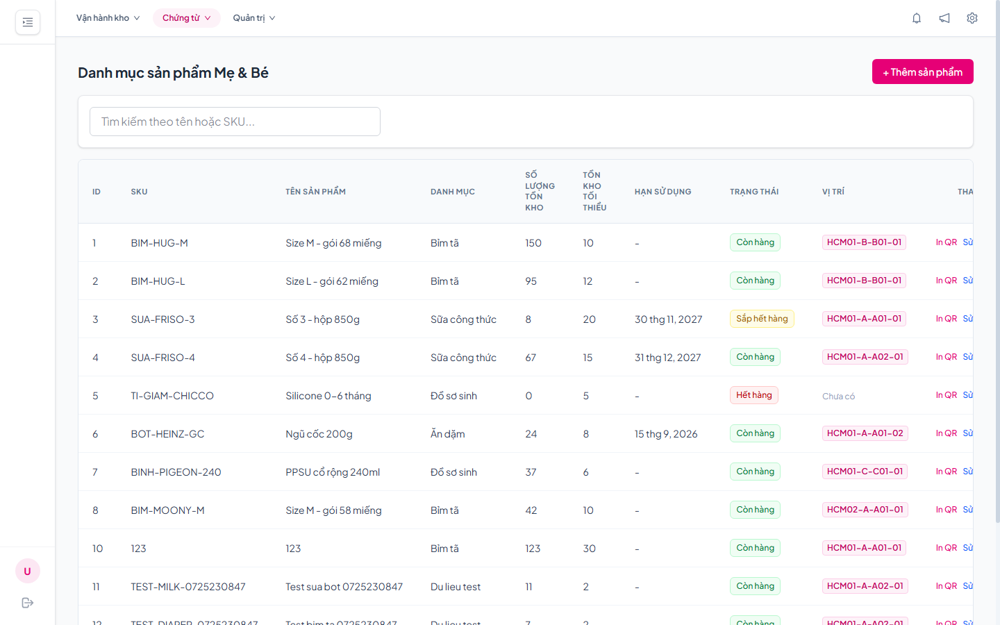 Vận hành kho
Chứng từ
Quản trị
Danh mục sản phẩm Mẹ & Bé
+ Thêm sản phẩm
Tìm kiếm theo tên hoặc SKU...
ID SKU TÊN SẢN PHẨM DANH MỤC SỐ LƯỢNG TỒN KHO TỒN KHO TỐI THIỂU HẠN SỬ DỤNG TRẠNG THÁI VỊ TRÍ THA
1 BIM-HUG-M Size M - gói 68 miếng Bỉm tã 150 10 - Còn hàng HCM01-B-B01-01 In QR Sử
2 BIM-HUG-L Size L - gói 62 miếng Bỉm tã 95 12 - Còn hàng HCM01-B-B01-01 In QR Sử
3 SUA-FRISO-3 Số 3 - hộp 850g Sữa công thức 8 20 30 thg 11, 2027 Sắp hết hàng HCM01-A-A01-01 In QR Sử
4 SUA-FRISO-4 Số 4 - hộp 850g Sữa công thức 67 15 31 thg 12, 2027 Còn hàng HCM01-A-A02-01 In QR Sử
5 TI-GIAM-CHICCO Silicone 0-6 tháng Đồ sơ sinh 0 5 - Hết hàng Chưa có In QR Sử
6 BOT-HEINZ-GC Ngũ cốc 200g Ăn dặm 24 8 15 thg 9, 2026 Còn hàng HCM01-A-A01-02 In QR Sử
7 BINH-PIGEON-240 PPSU cổ rộng 240ml Đồ sơ sinh 37 6 - Còn hàng HCM01-C-C01-01 In QR Sử
8 BIM-MOONY-M Size M - gói 58 miếng Bỉm tã 42 10 - Còn hàng HCM02-A-A01-01 In QR Sử
10 123 123 Bỉm tã 123 30 - Còn hàng HCM01-A-A01-01 In QR Sử
11 TEST-MILK-0725230847 Test sua bot 0725230847 Du lieu test 11 2 - Còn hàng HCM01-A-A02-01 In QR Sử
12 TEST-DIAPER-0725230847 Test bim ta 0725230847 Du lieu test 7 2 - Còn hàng HCM01-A-A02-01 In QR Sử
U